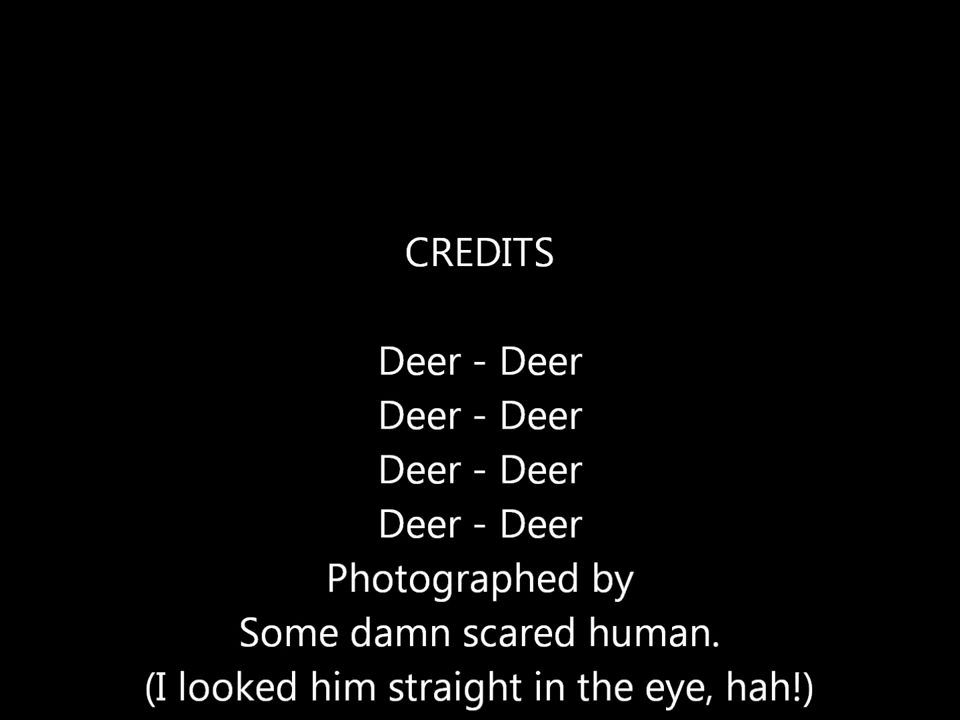 CREDITS
Deer - Deer
Deer - Deer
Deer - Deer
Deer - Deer
Photographed by
Some damn scared human.
(I looked him straight in the eye, hah!)